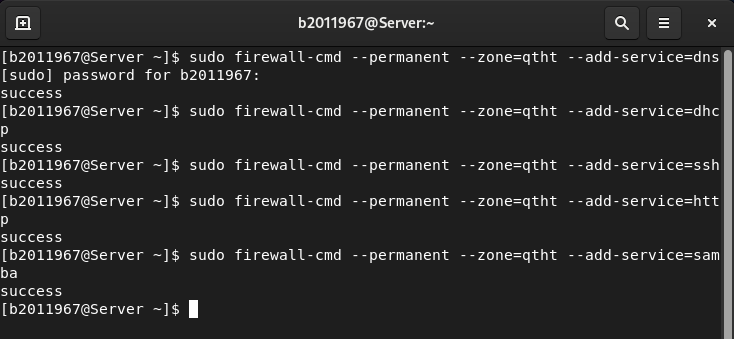 b2011967@Server:~
[b2011967@Server ~]$ sudo firewall-cmd --permanent --zone=qtht --add-service=dns
[sudo] password for b2011967:
success
[b2011967@Server ~]$ sudo firewall-cmd --permanent --zone=qtht --add-service=dhc
p
success
[b2011967@Server ~]$ sudo firewall-cmd --permanent --zone=qtht --add-service=ssh
success
[b2011967@Server ~]$ sudo firewall-cmd --permanent --zone=qtht --add-service=htt
p
success
[b2011967@Server ~]$ sudo firewall-cmd --permanent --zone=qtht --add-service=sam
ba
success
[b2011967@Server ~]$